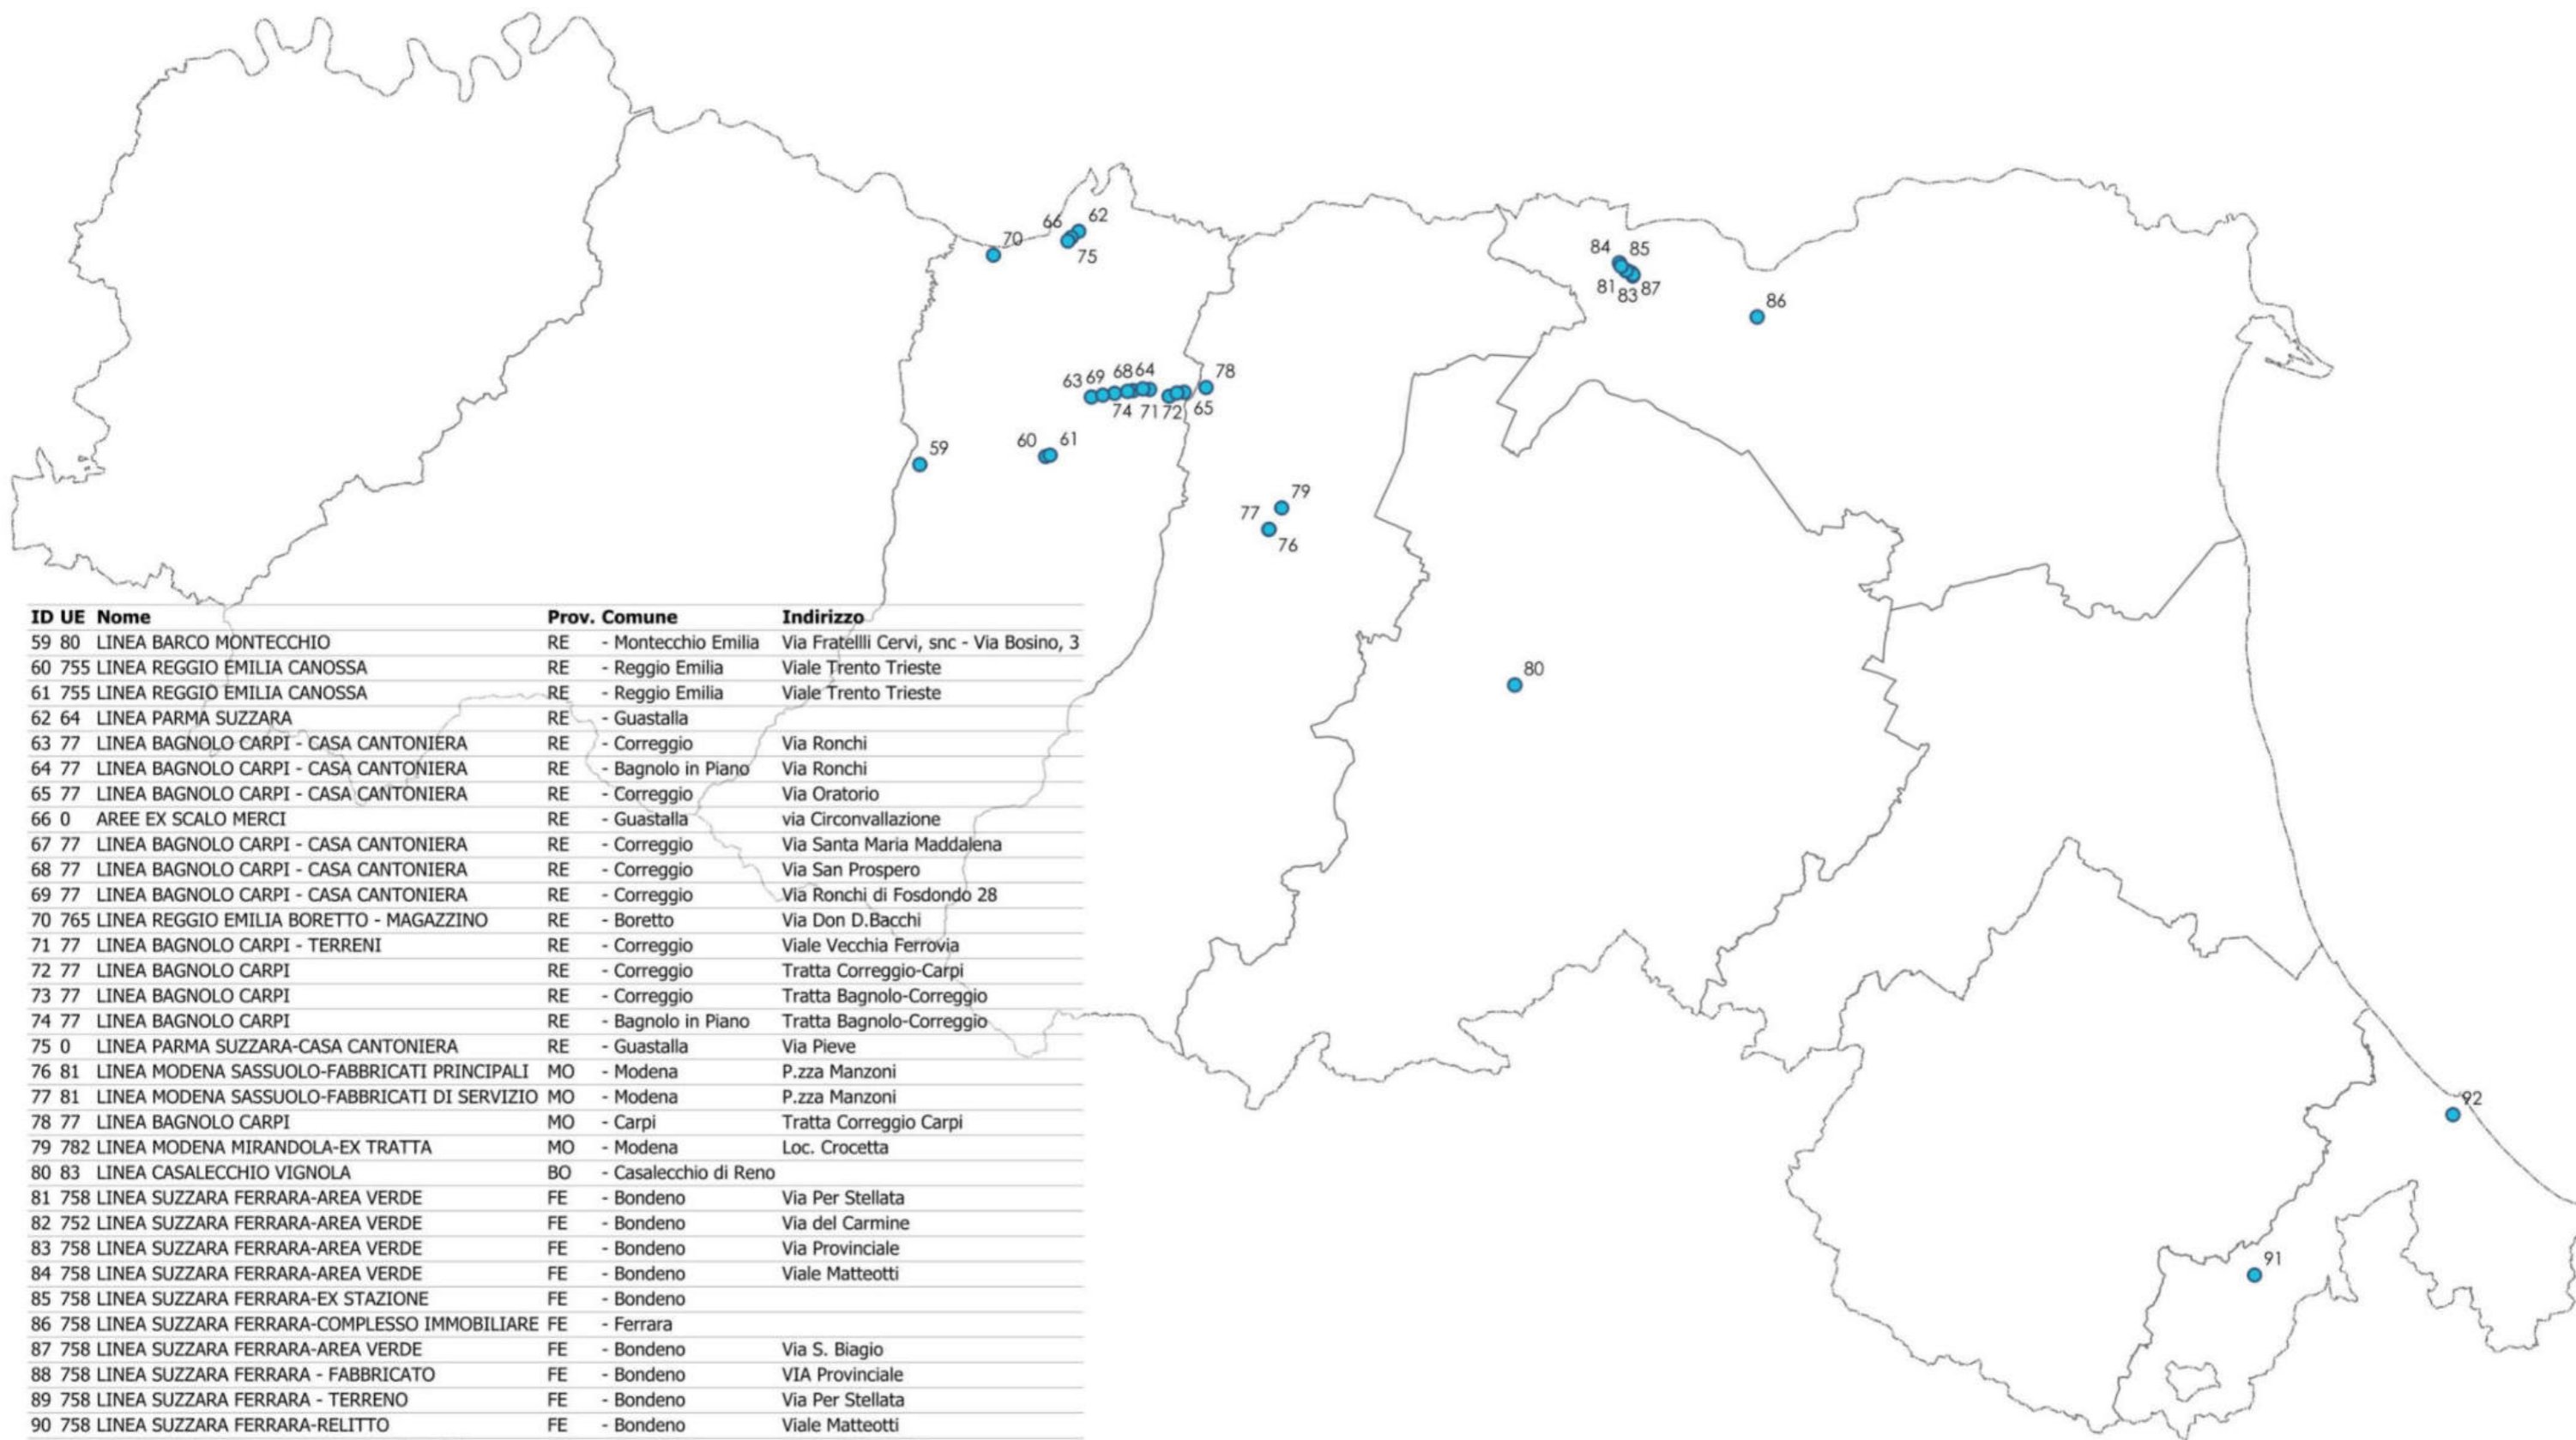 66 62
70
75
84 85
81 83 87
86
63 69 68 64 78
74 71 72 65
59 60 61
79
77
76
80
92
91
ID UE Nome Prov. Comune Indirizzo
59 80 LINEA BARCO MONTECCHIO RE - Montecchio Emilia Via Fratellli Cervi, snc - Via Bosino, 3
60 755 LINEA REGGIO EMILIA CANOSSA RE - Reggio Emilia Viale Trento Trieste
61 755 LINEA REGGIO EMILIA CANOSSA RE - Reggio Emilia Viale Trento Trieste
62 64 LINEA PARMA SUZZARA RE - Guastalla
63 77 LINEA BAGNOLO CARPI - CASA CANTONIERA RE - Correggio Via Ronchi
64 77 LINEA BAGNOLO CARPI - CASA CANTONIERA RE - Bagnolo in Piano Via Ronchi
65 77 LINEA BAGNOLO CARPI - CASA CANTONIERA RE - Correggio Via Oratorio
66 0 AREE EX SCALO MERCI RE - Guastalla via Circonvallazione
67 77 LINEA BAGNOLO CARPI - CASA CANTONIERA RE - Correggio Via Santa Maria Maddalena
68 77 LINEA BAGNOLO CARPI - CASA CANTONIERA RE - Correggio Via San Prospero
69 77 LINEA BAGNOLO CARPI - CASA CANTONIERA RE - Correggio Via Ronchi di Fosdondo 28
70 765 LINEA REGGIO EMILIA BORETTO - MAGAZZINO RE - Boretto Via Don D.Bacchi
71 77 LINEA BAGNOLO CARPI - TERRENI RE - Correggio Viale Vecchia Ferrovia
72 77 LINEA BAGNOLO CARPI RE - Correggio Tratta Correggio-Carpi
73 77 LINEA BAGNOLO CARPI RE - Correggio Tratta Bagnolo-Correggio
74 77 LINEA BAGNOLO CARPI RE - Bagnolo in Piano Tratta Bagnolo-Correggio
75 0 LINEA PARMA SUZZARA-CASA CANTONIERA RE - Guastalla Via Pieve
76 81 LINEA MODENA SASSUOLO-FABBRICATI PRINCIPALI MO - Modena P.zza Manzoni
77 81 LINEA MODENA SASSUOLO-FABBRICATI DI SERVIZIO MO - Modena P.zza Manzoni
78 77 LINEA BAGNOLO CARPI MO - Carpi Tratta Correggio Carpi
79 782 LINEA MODENA MIRANDOLA-EX TRATTA MO - Modena Loc. Crocetta
80 83 LINEA CASALECCHIO VIGNOLA BO - Casalecchio di Reno
81 758 LINEA SUZZARA FERRARA-AREA VERDE FE - Bondeno Via Per Stellata
82 752 LINEA SUZZARA FERRARA-AREA VERDE FE - Bondeno Via del Carmine
83 758 LINEA SUZZARA FERRARA-AREA VERDE FE - Bondeno Via Provinciale
84 758 LINEA SUZZARA FERRARA-AREA VERDE FE - Bondeno Viale Matteotti
85 758 LINEA SUZZARA FERRARA-EX STAZIONE FE - Bondeno
86 758 LINEA SUZZARA FERRARA-COMPLESSO IMMOBILIARE FE - Ferrara
87 758 LINEA SUZZARA FERRARA-AREA VERDE FE - Bondeno Via S. Biagio
88 758 LINEA SUZZARA FERRARA - FABBRICATO FE - Bondeno VIA Provinciale
89 758 LINEA SUZZARA FERRARA - TERRENO FE - Bondeno Via Per Stellata
90 758 LINEA SUZZARA FERRARA-RELITTO FE - Bondeno Viale Matteotti